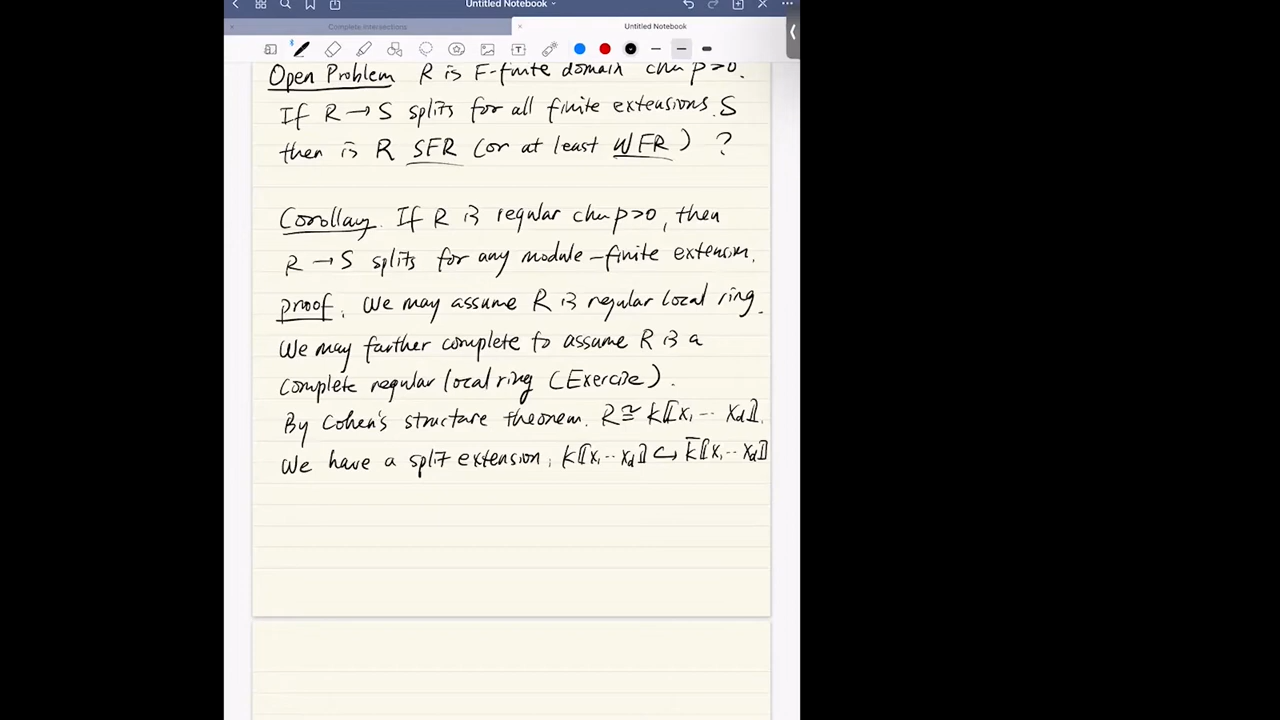 Untitled Notebook
Complete Intersections
Untitled Notebook
Open Problem R is F-finite domain char p>0.
If R → S splits for all finite extensions S
then is R SFR (or at least WFR) ?
Corollary. If R is regular char p>0, then
R → S splits for any module-finite extension.
proof. We may assume R is regular local ring.
We may further complete to assume R is a
complete regular local ring (Exercise).
By Cohen's structure theorem. R ≅ k⟦x₁ ⋯ x_d⟧.
We have a split extension, k⟦x₁ ⋯ x_d⟧ ↪ k̄⟦x₁ ⋯ x_d⟧